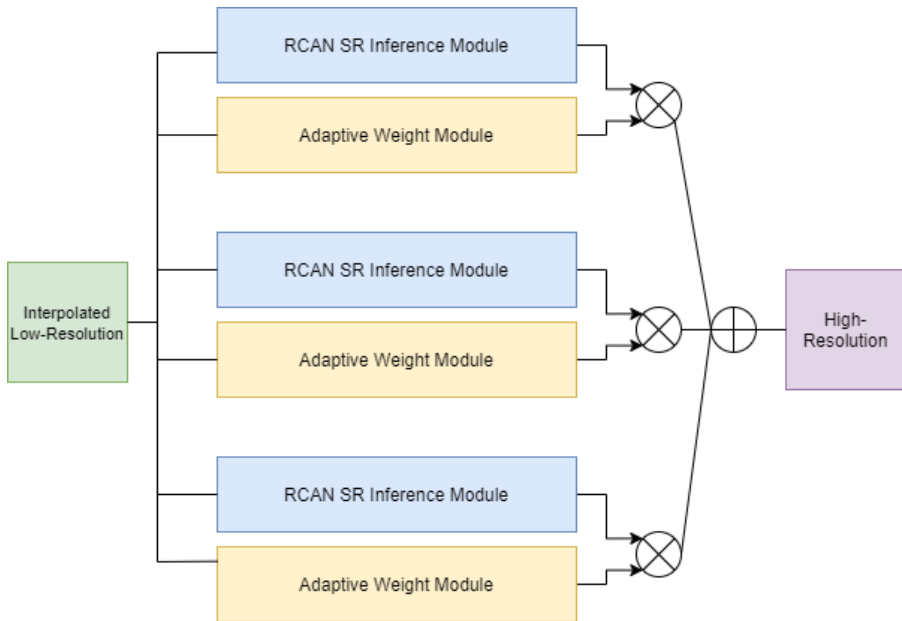 RCAN SR Inference Module
Adaptive Weight Module
RCAN SR Inference Module
Interpolated
Low-Resolution
High-
Resolution
Adaptive Weight Module
RCAN SR Inference Module
Adaptive Weight Module